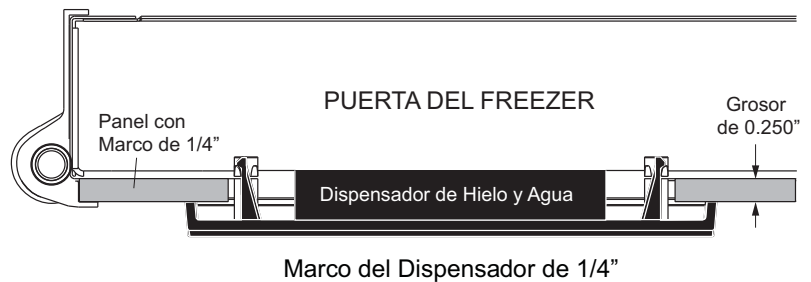 PUERTA DEL FREEZER
Grosor
de 0.250”
Panel con
Marco de 1/4”
Dispensador de Hielo y Agua
Marco del Dispensador de 1/4”